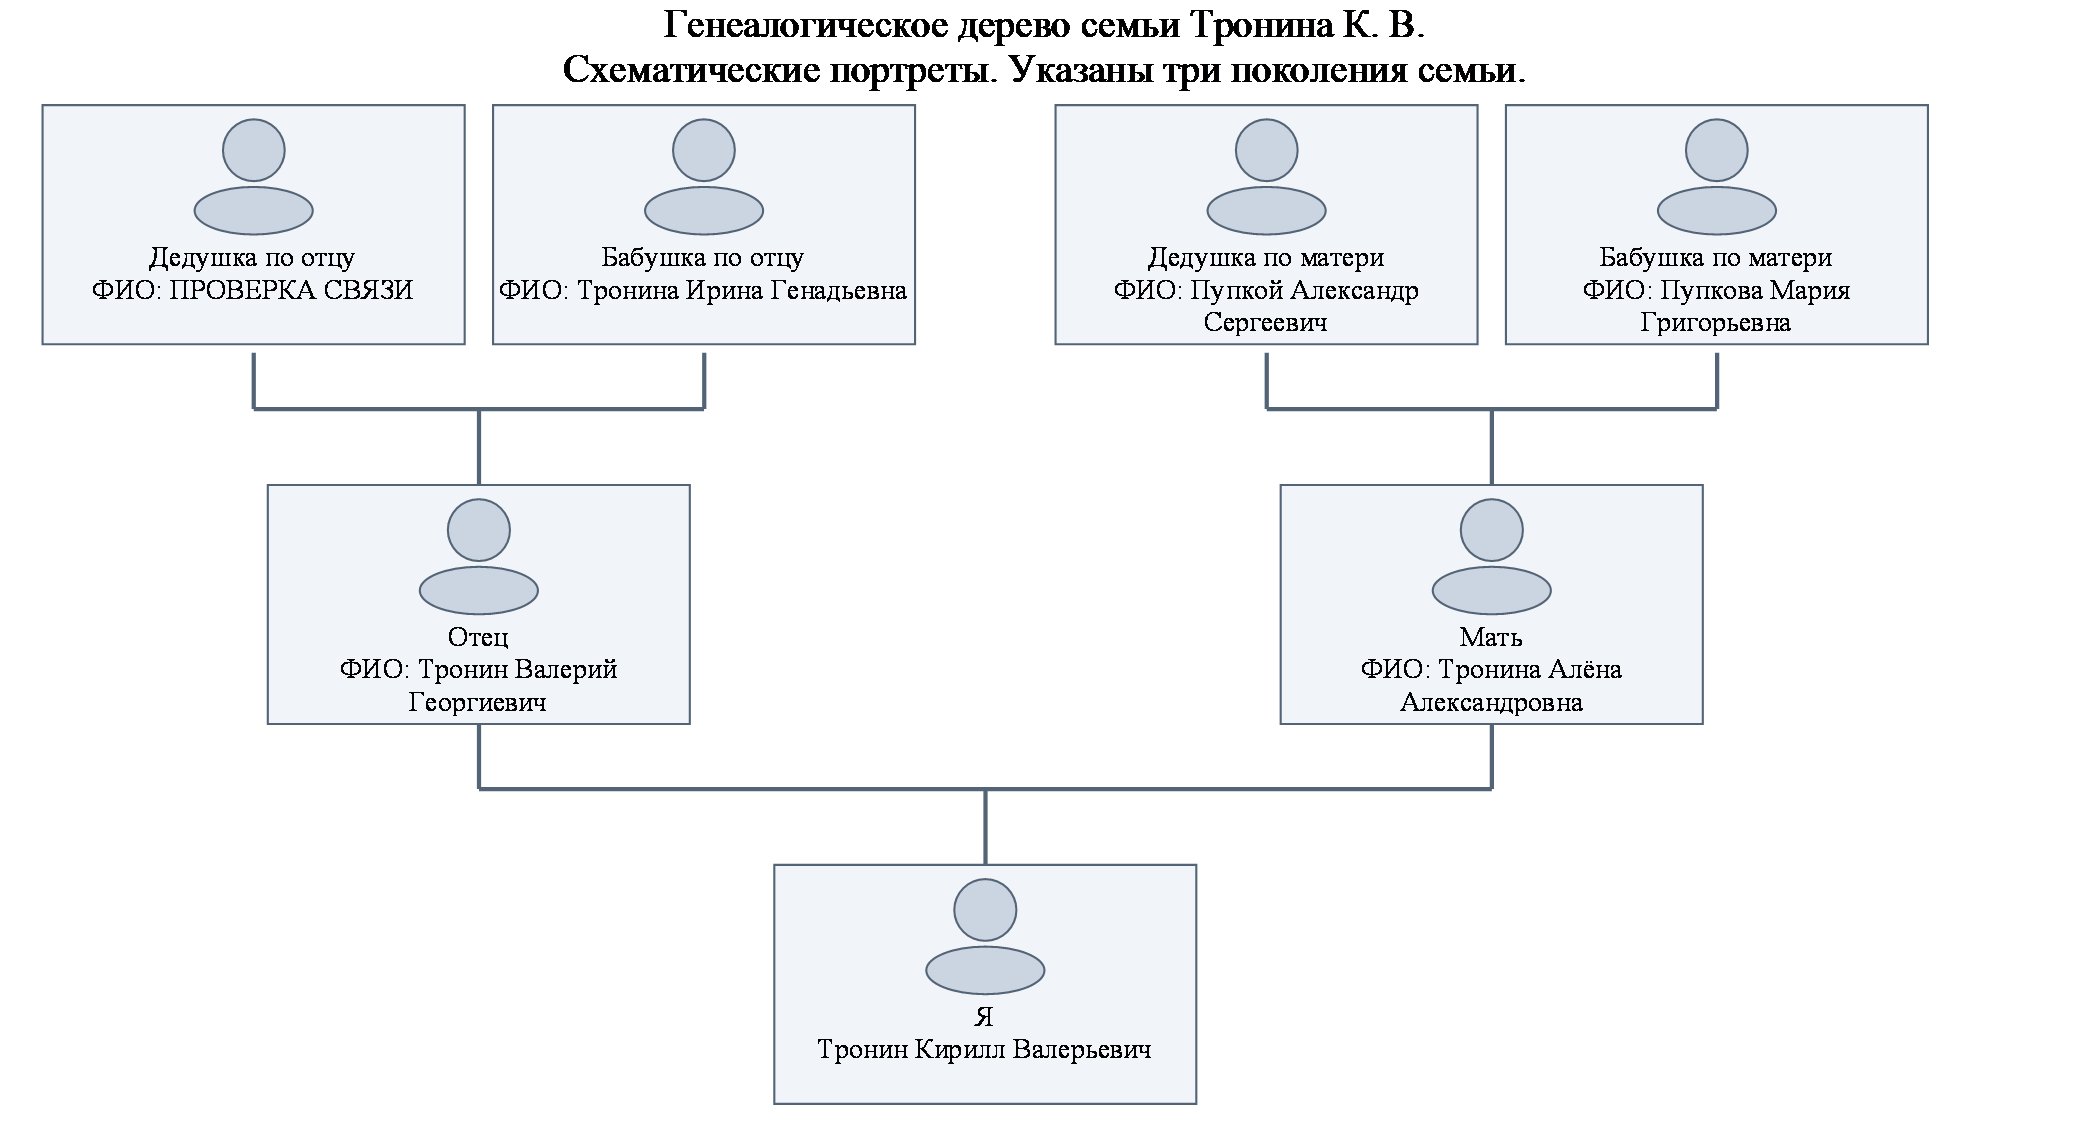 Генеалогическое дерево семьи Тронина К. В.
Схематические портреты. Указаны три поколения семьи.
Дедушка по отцу
ФИО: ПРОВЕРКА СВЯЗИ
Бабушка по отцу
ФИО: Тронина Ирина Генадьевна
Дедушка по матери
ФИО: Пупкой Александр
Сергеевич
Бабушка по матери
ФИО: Пупкова Мария
Григорьевна
Отец
ФИО: Тронин Валерий
Георгиевич
Мать
ФИО: Тронина Алёна
Александровна
Я
Тронин Кирилл Валерьевич